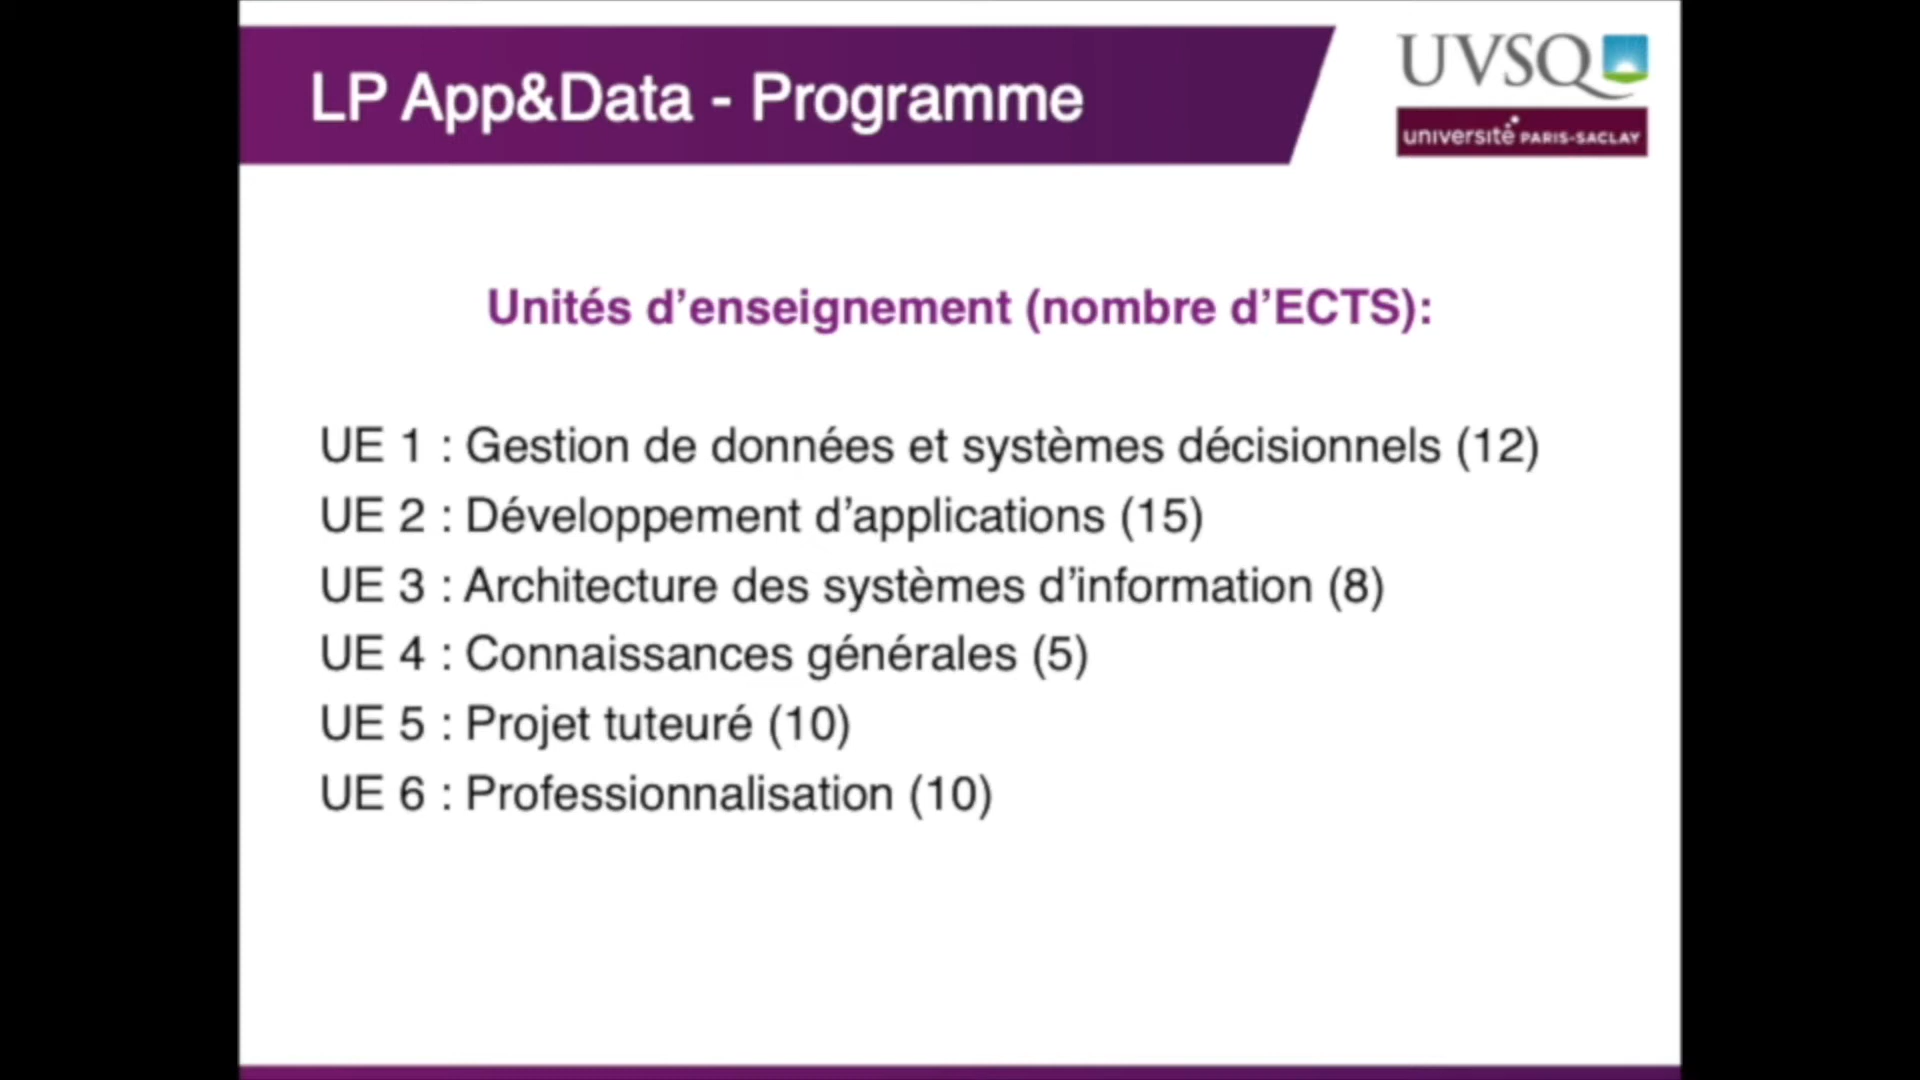 LP App&Data - Programme
UVSQ
université PARIS-SACLAY
Unités d’enseignement (nombre d’ECTS):
UE 1 : Gestion de données et systèmes décisionnels (12)
UE 2 : Développement d’applications (15)
UE 3 : Architecture des systèmes d’information (8)
UE 4 : Connaissances générales (5)
UE 5 : Projet tuteuré (10)
UE 6 : Professionnalisation (10)